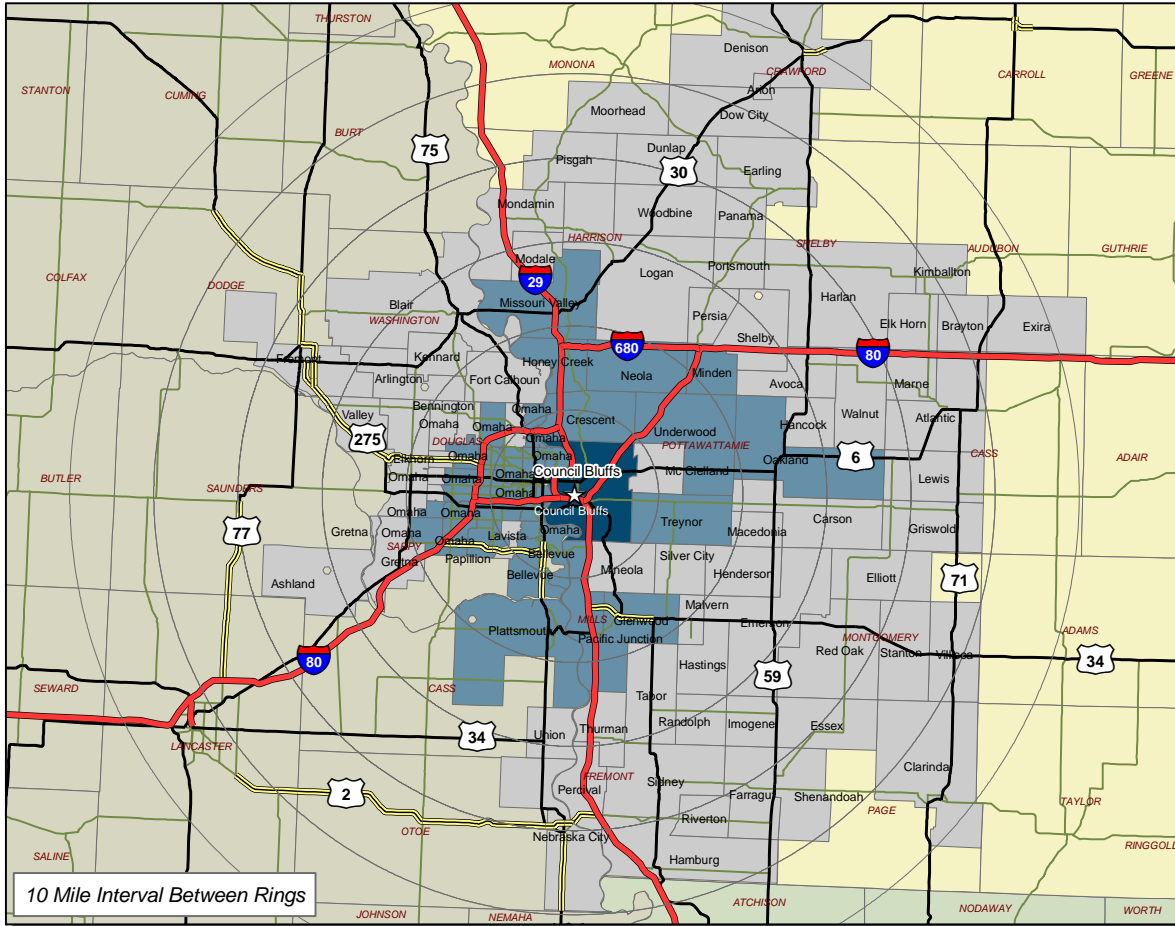 THURSTON
MONONA
Denison
CRAWFORD
CARROLL
GREENE
STANTON
CUMING
Arion
Moorhead
Dow City
BURT
75
Dunlap
Pisgah
30
Earling
Mondamin
Woodbine
Panama
HARRISON
SHELBY
AUDUBON
GUTHRIE
Modale
Portsmouth
Logan
Kimballton
COLFAX
DODGE
29
Harlan
Blair
Missouri Valley
Persia
WASHINGTON
Elk Horn
Brayton
Exira
Shelby
680
80
Fremont
Kennard
Honey Creek
Neola
Minden
Arlington
Fort Calhoun
Avoca
Marne
Bennington
Omaha
Valley
Omaha
Crescent
Hancock
Walnut
Atlantic
275
DOUGLAS
Omaha
Omaha
Underwood
POTTAWATTAMIE
CASS
ADAIR
Elkhorn
Omaha
Omaha
Oakland
6
BUTLER
SAUNDERS
Omaha
Omaha
Omaha
Council Bluffs
Mc Clelland
Lewis
Omaha
Omaha
Omaha
Council Bluffs
Carson
77
Gretna
Omaha
Lavista
Omaha
Treynor
Macedonia
Griswold
SARPY
Omaha
Gretna
Papillion
Bellevue
Silver City
Ashland
Bellevue
Mineola
Henderson
Elliott
71
Malvern
Plattsmouth
MILLS
Glenwood
Emerson
Pacific Junction
MONTGOMERY
ADAMS
80
Red Oak
Stanton
Villisca
34
Hastings
59
SEWARD
CASS
Tabor
Randolph
Imogene
Essex
34
Union
Thurman
LANCASTER
Clarinda
FREMONT
Sidney
2
Percival
Farragut
Shenandoah
TAYLOR
PAGE
Riverton
OTOE
Nebraska City
RINGGOLD
SALINE
Hamburg
10 Mile Interval Between Rings
ATCHISON
JOHNSON
NEMAHA
NODAWAY
WORTH